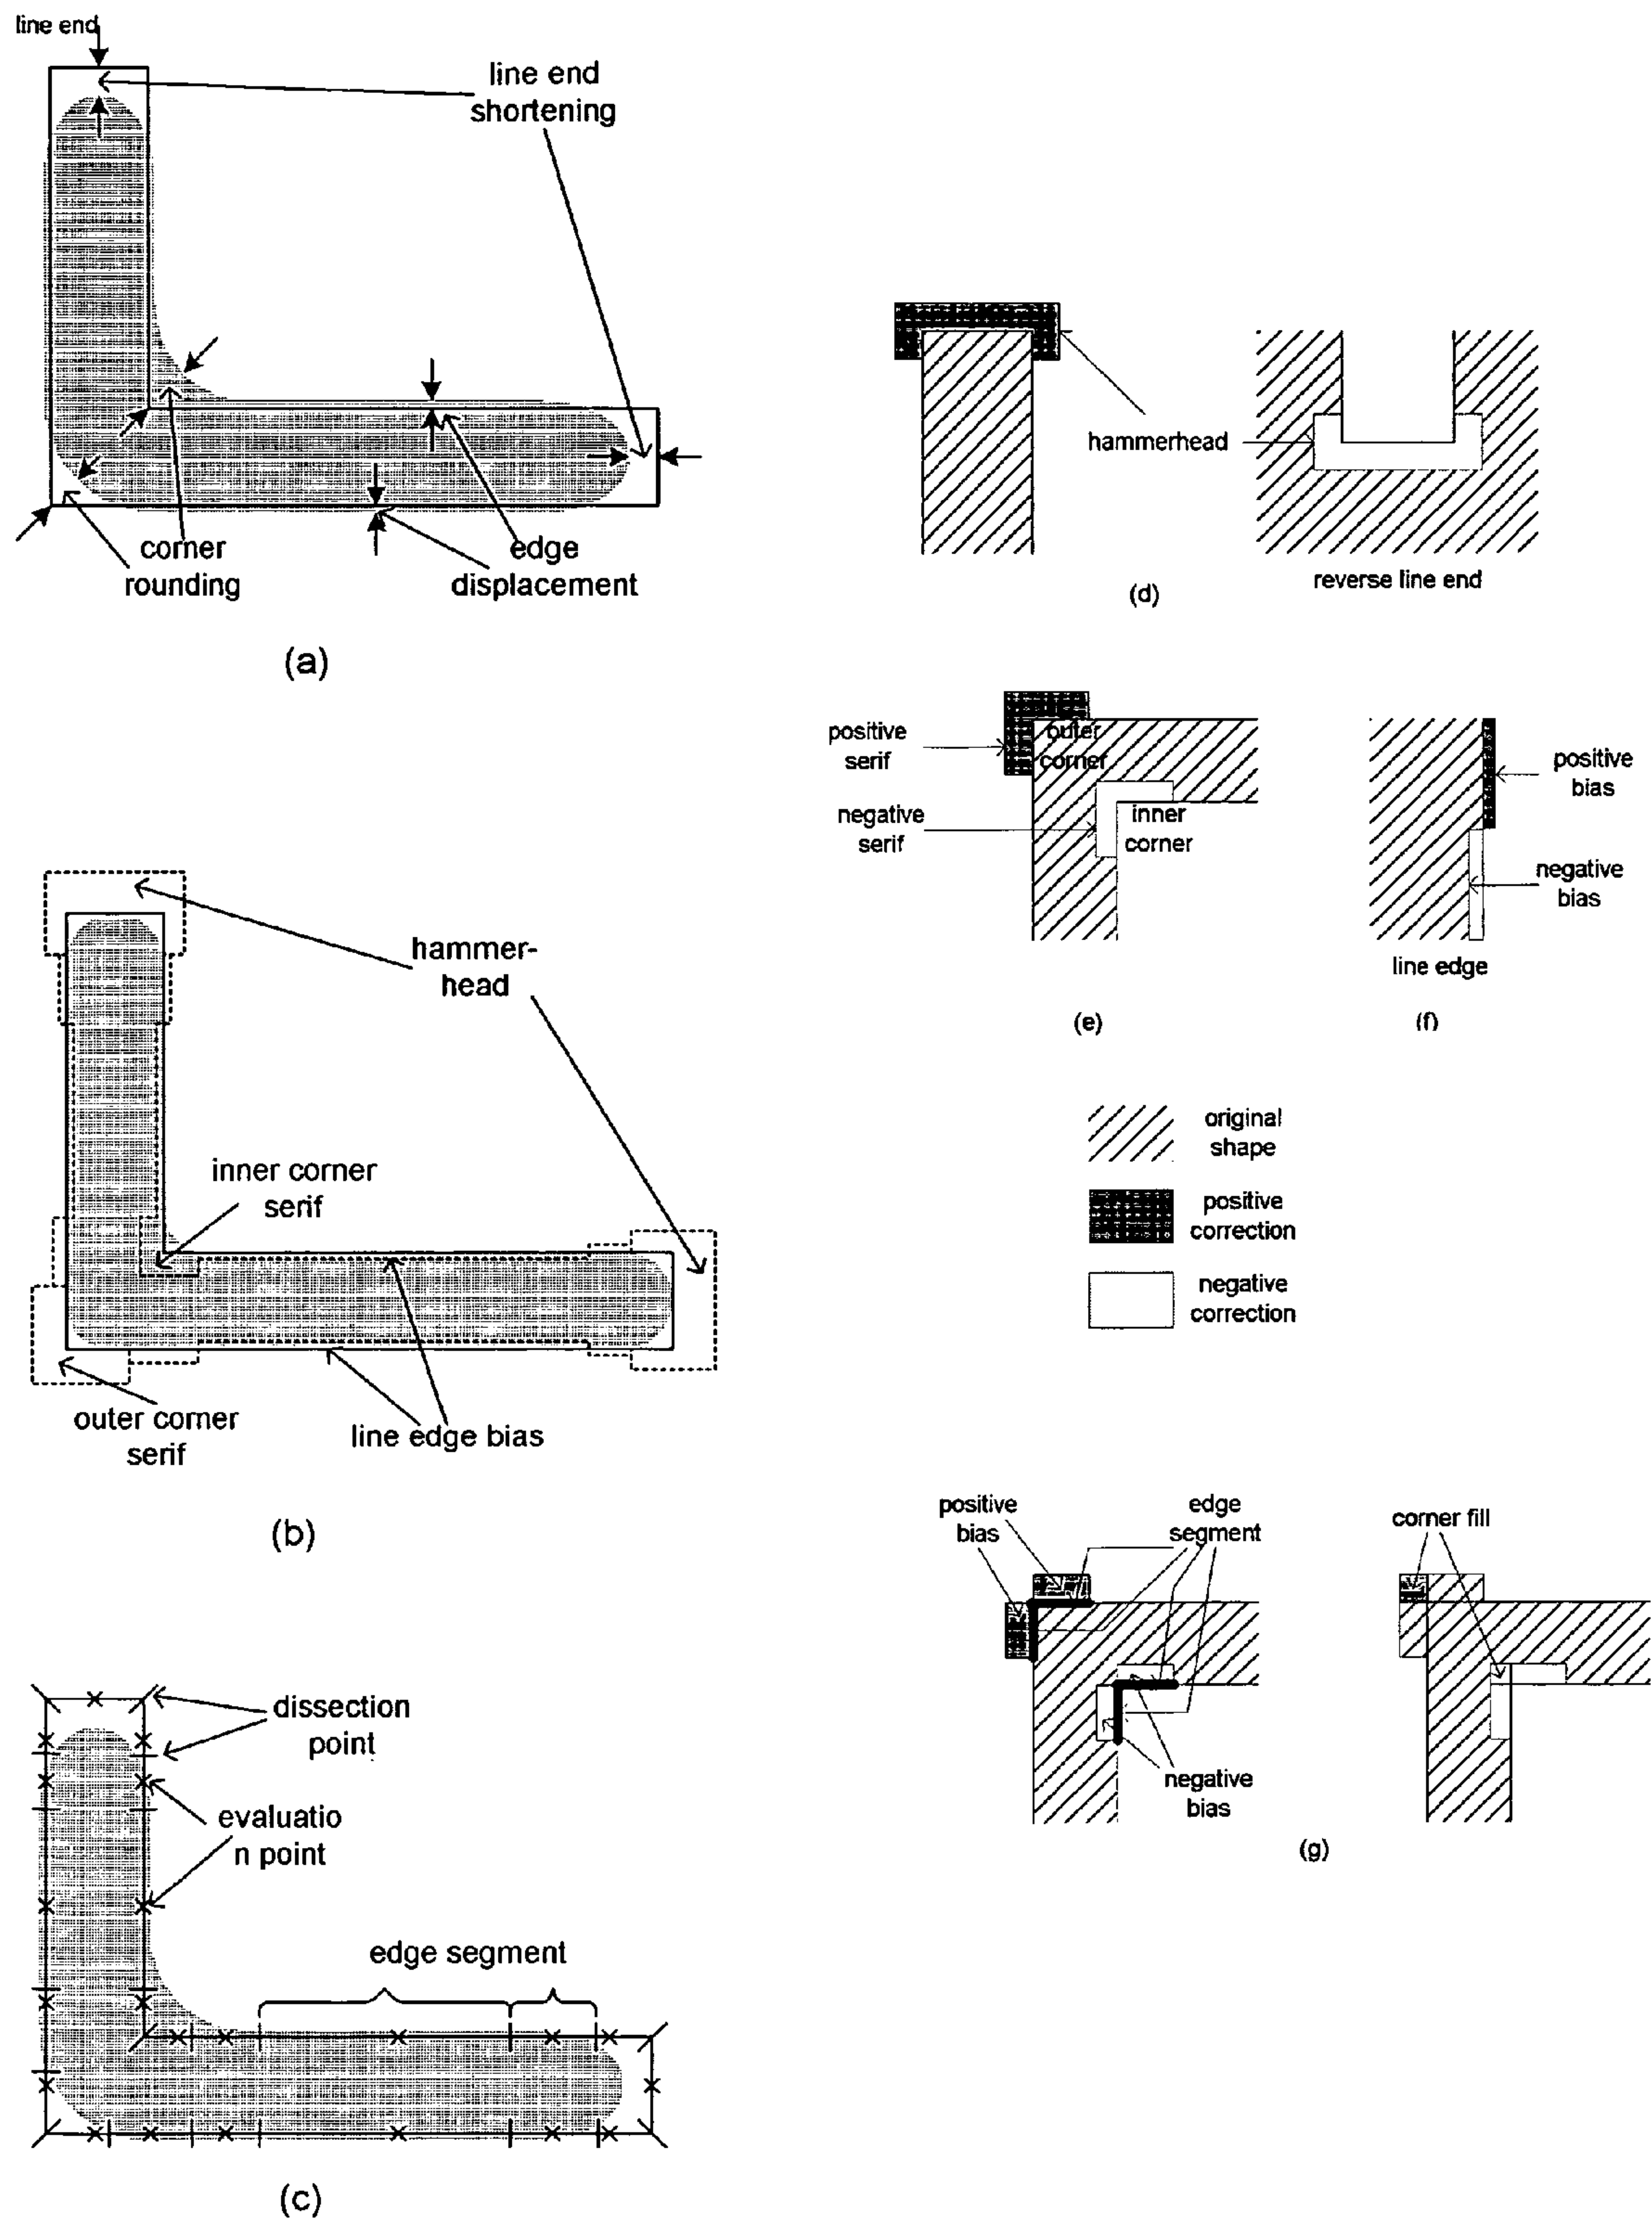 line end
line end
shortening
corner
rounding
edge
displacement
(a)
hammer-
head
inner corner
serif
outer corner
serif
line edge bias
(b)
dissection
point
evaluatio
n point
edge segment
(c)
hammerhead
reverse line end
(d)
positive
serif
outer
corner
negative
serif
inner
corner
(e)
positive
bias
negative
bias
line edge
(f)
original
shape
positive
correction
negative
correction
positive
bias
edge
segment
negative
bias
corner fill
(g)